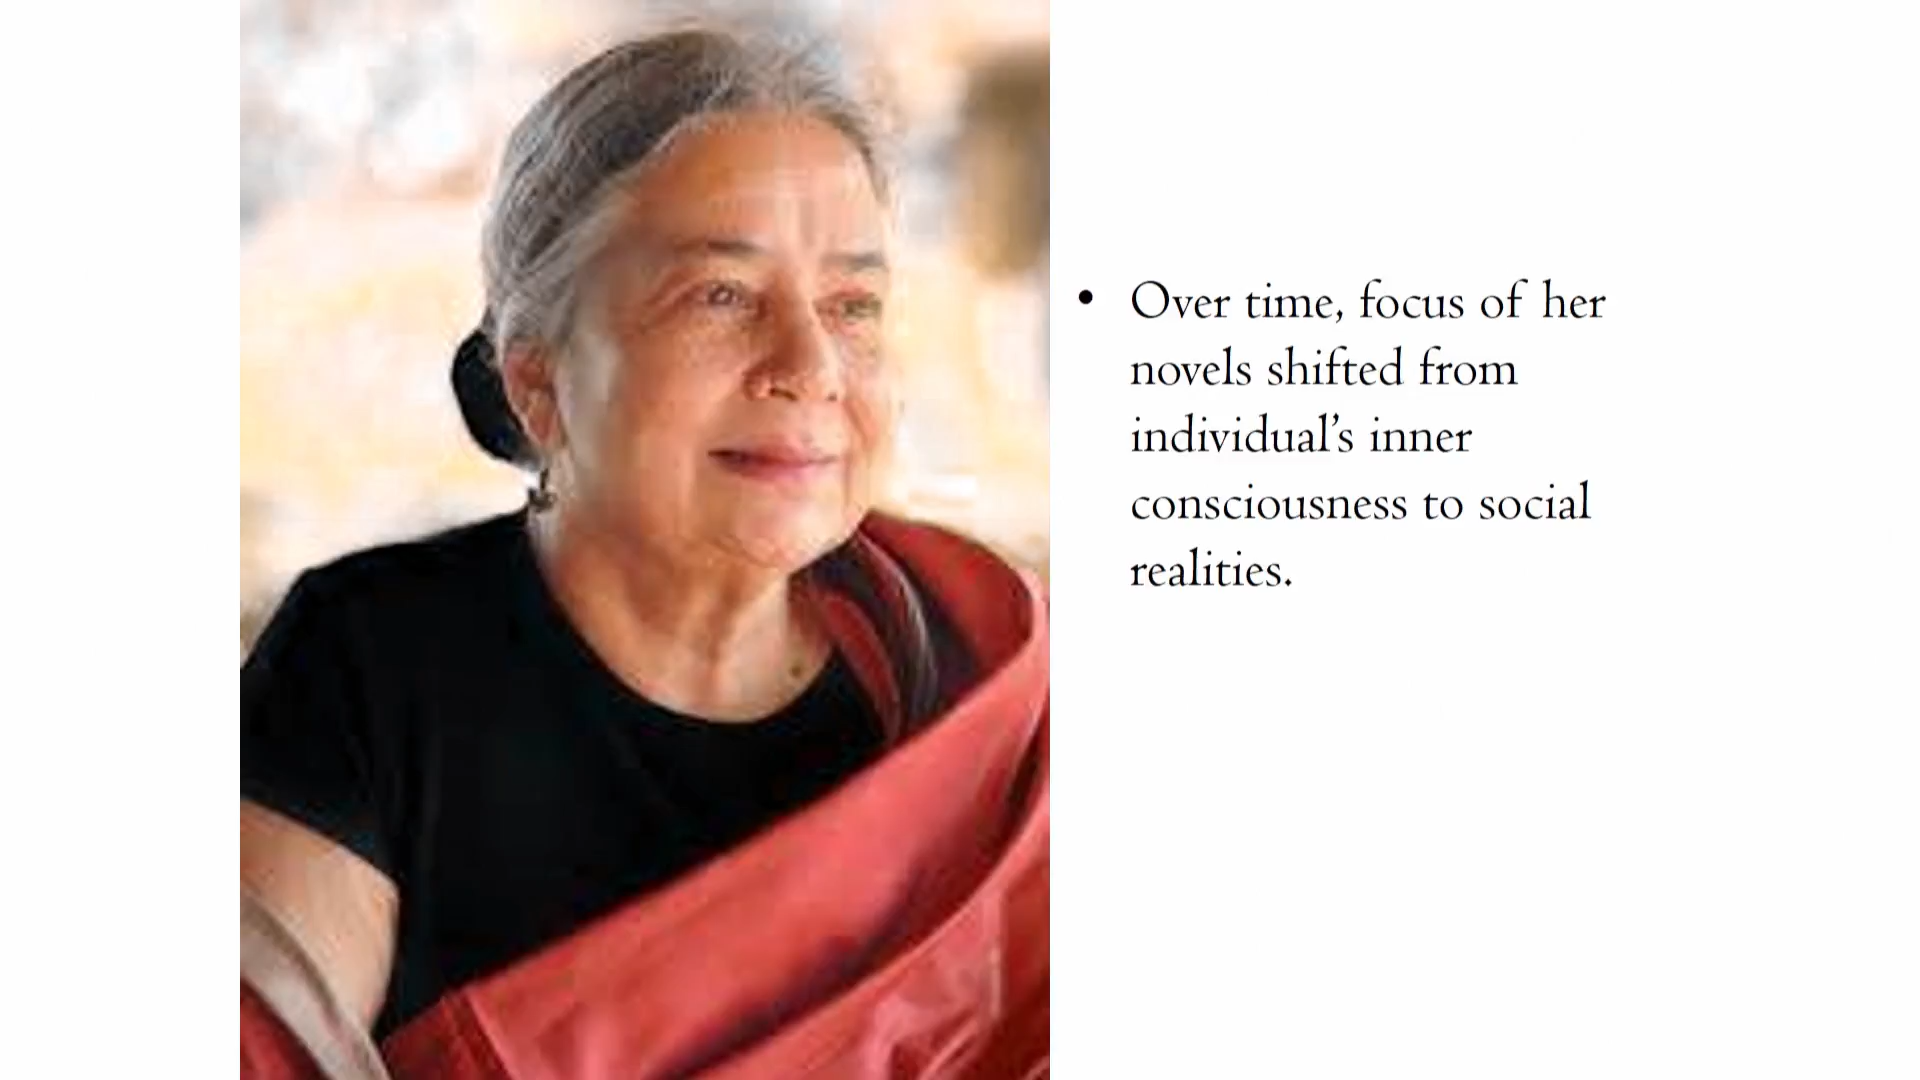 • Over time, focus of her
novels shifted from
individual’s inner
consciousness to social
realities.